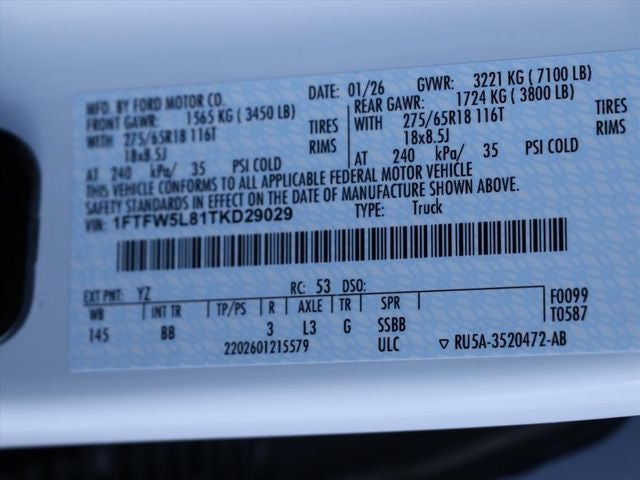 MFD. BY FORD MOTOR CO. DATE: 01/26 GVWR: 3221 KG ( 7100 LB)
FRONT GAWR: 1565 KG ( 3450 LB) REAR GAWR: 1724 KG ( 3800 LB)
WITH 275/65R18 116T TIRES WITH 275/65R18 116T TIRES
18x8.5J RIMS 18x8.5J RIMS
AT 240 kPa/ 35 PSI COLD AT 240 kPa/ 35 PSI COLD
THIS VEHICLE CONFORMS TO ALL APPLICABLE FEDERAL MOTOR VEHICLE
SAFETY STANDARDS IN EFFECT ON THE DATE OF MANUFACTURE SHOWN ABOVE.
VIN: 1FTFW5L81TKD29029 TYPE: Truck
EXT PNT: YZ RC: 53 DSO: F0099
WB INT TR TP/PS R AXLE TR SPR T0587
145 BB 3 L3 G SSBB
2202601215579 ULC ▽ RU5A-3520472-AB